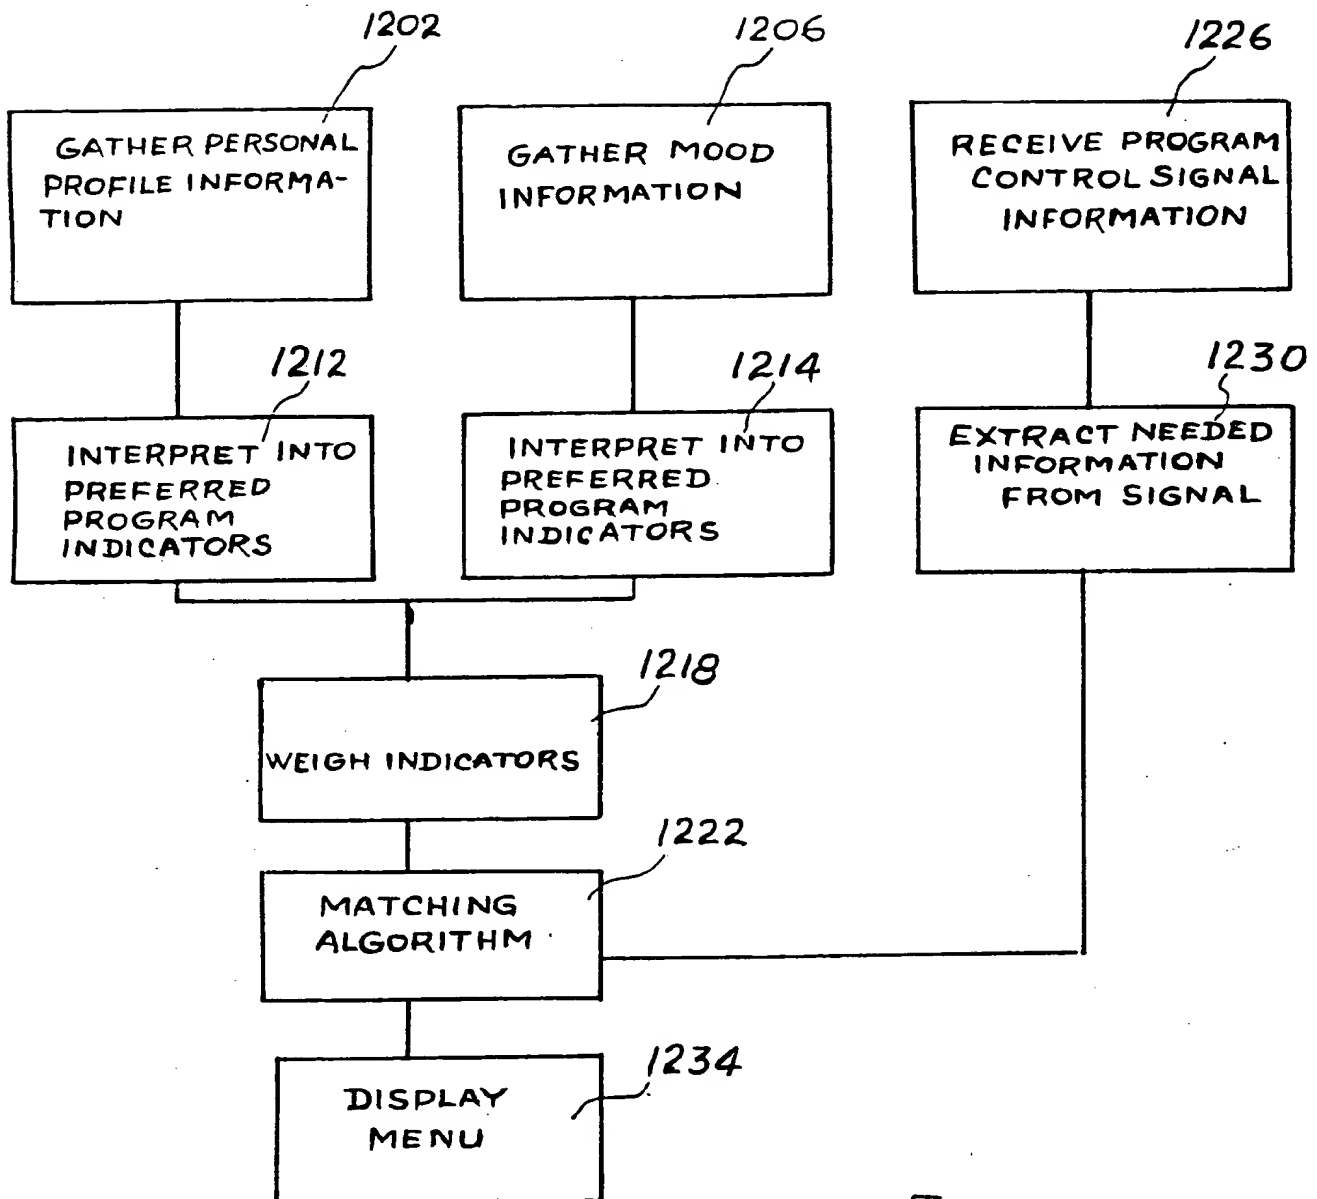 1202
1206
1226
GATHER PERSONAL
PROFILE INFORMA-
TION
GATHER MOOD
INFORMATION
RECEIVE PROGRAM
CONTROL SIGNAL
INFORMATION
1212
1214
1230
INTERPRET INTO
PREFERRED
PROGRAM
INDICATORS
INTERPRET INTO
PREFERRED
PROGRAM
INDICATORS
EXTRACT NEEDED
INFORMATION
FROM SIGNAL
1218
WEIGH INDICATORS
1222
MATCHING
ALGORITHM
1234
DISPLAY
MENU